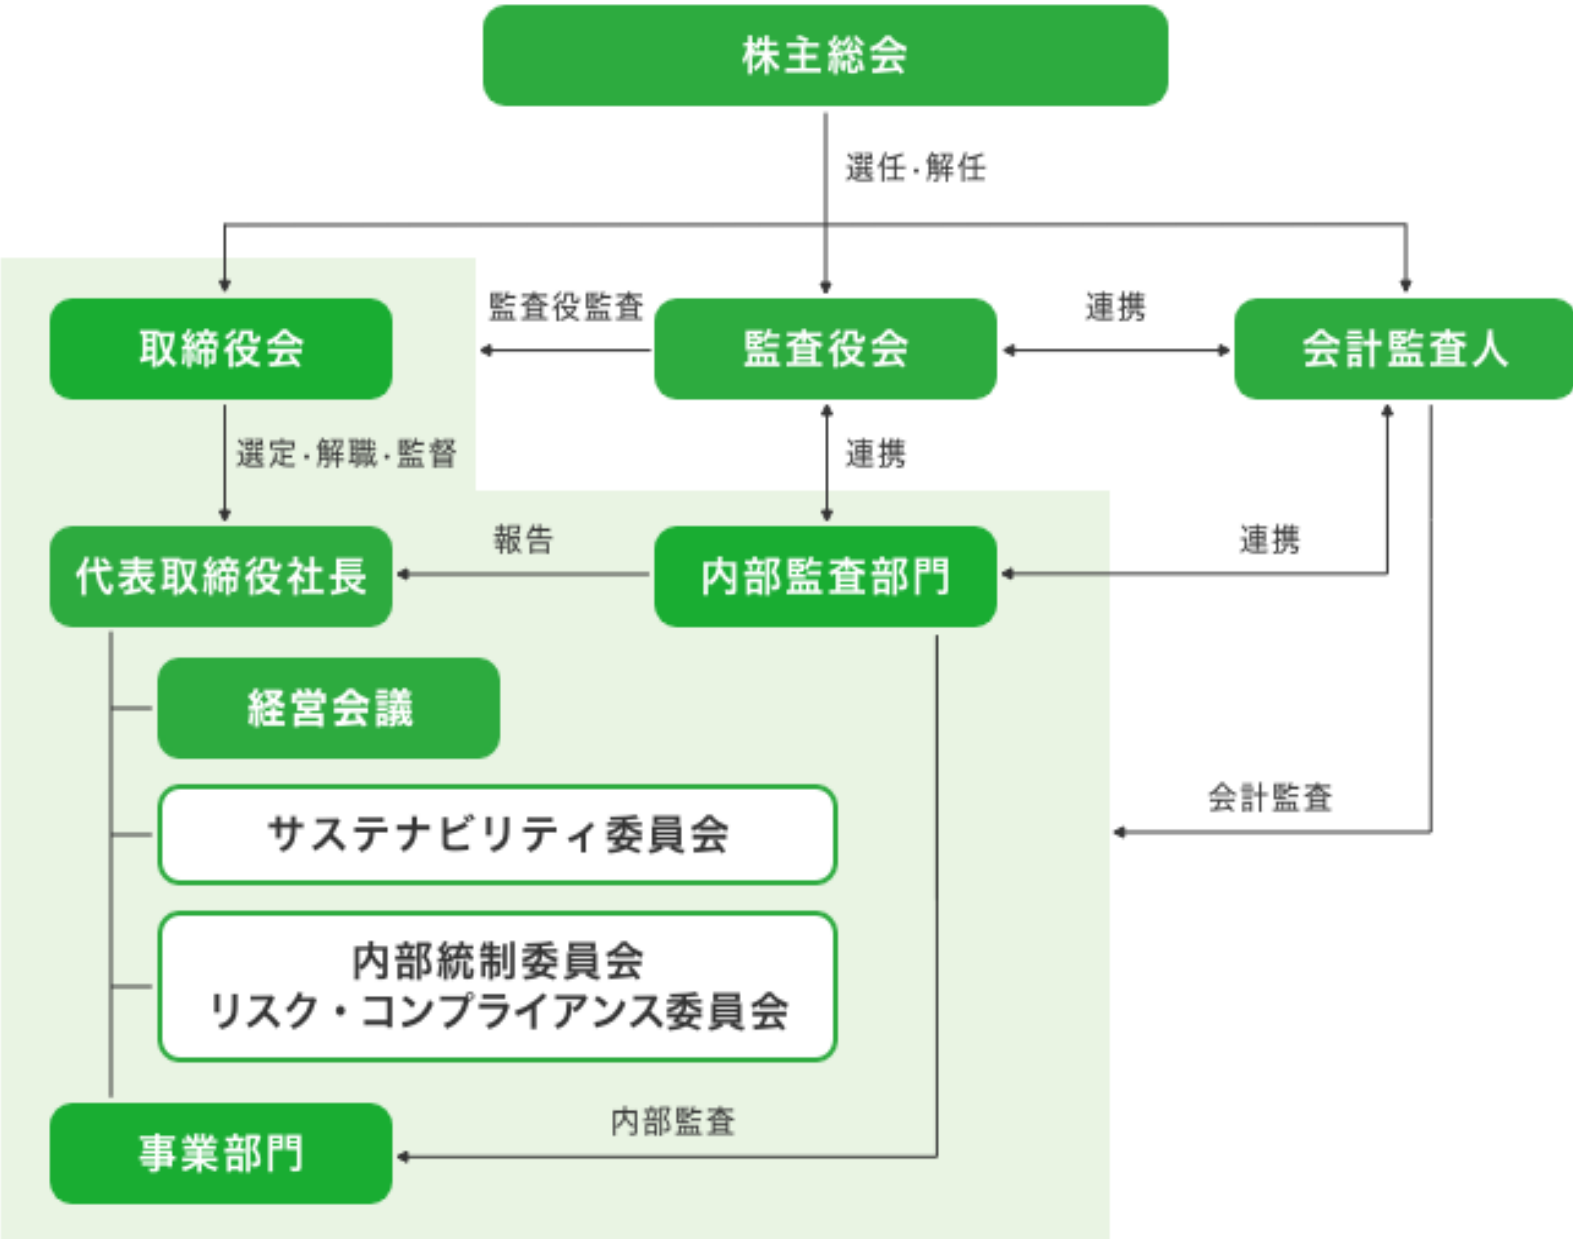 株主総会
選任・解任
取締役会
監査役監査
監査役会
連携
会計監査人
選定・解職・監督
連携
代表取締役社長
報告
内部監査部門
連携
経営会議
会計監査
サステナビリティ委員会
内部統制委員会
リスク・コンプライアンス委員会
内部監査
事業部門